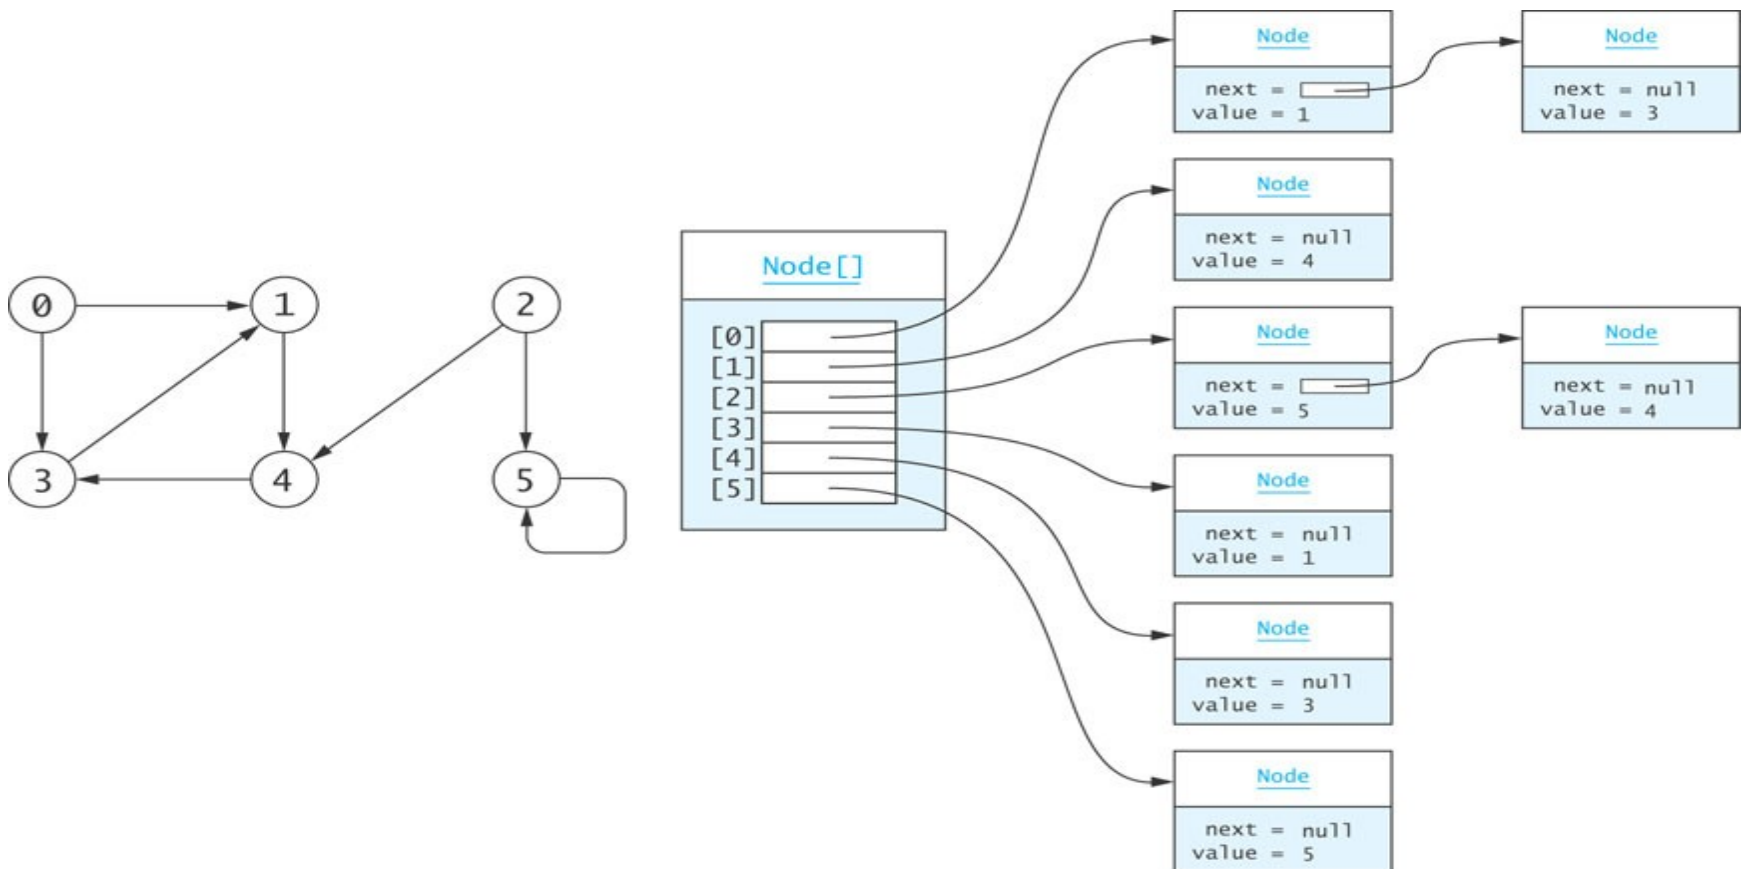 0
1
2
3
4
5
Node[]
[0]
[1]
[2]
[3]
[4]
[5]
Node
next =
value = 1
Node
next = null
value = 3
Node
next = null
value = 4
Node
next =
value = 5
Node
next = null
value = 4
Node
next = null
value = 1
Node
next = null
value = 3
Node
next = null
value = 5